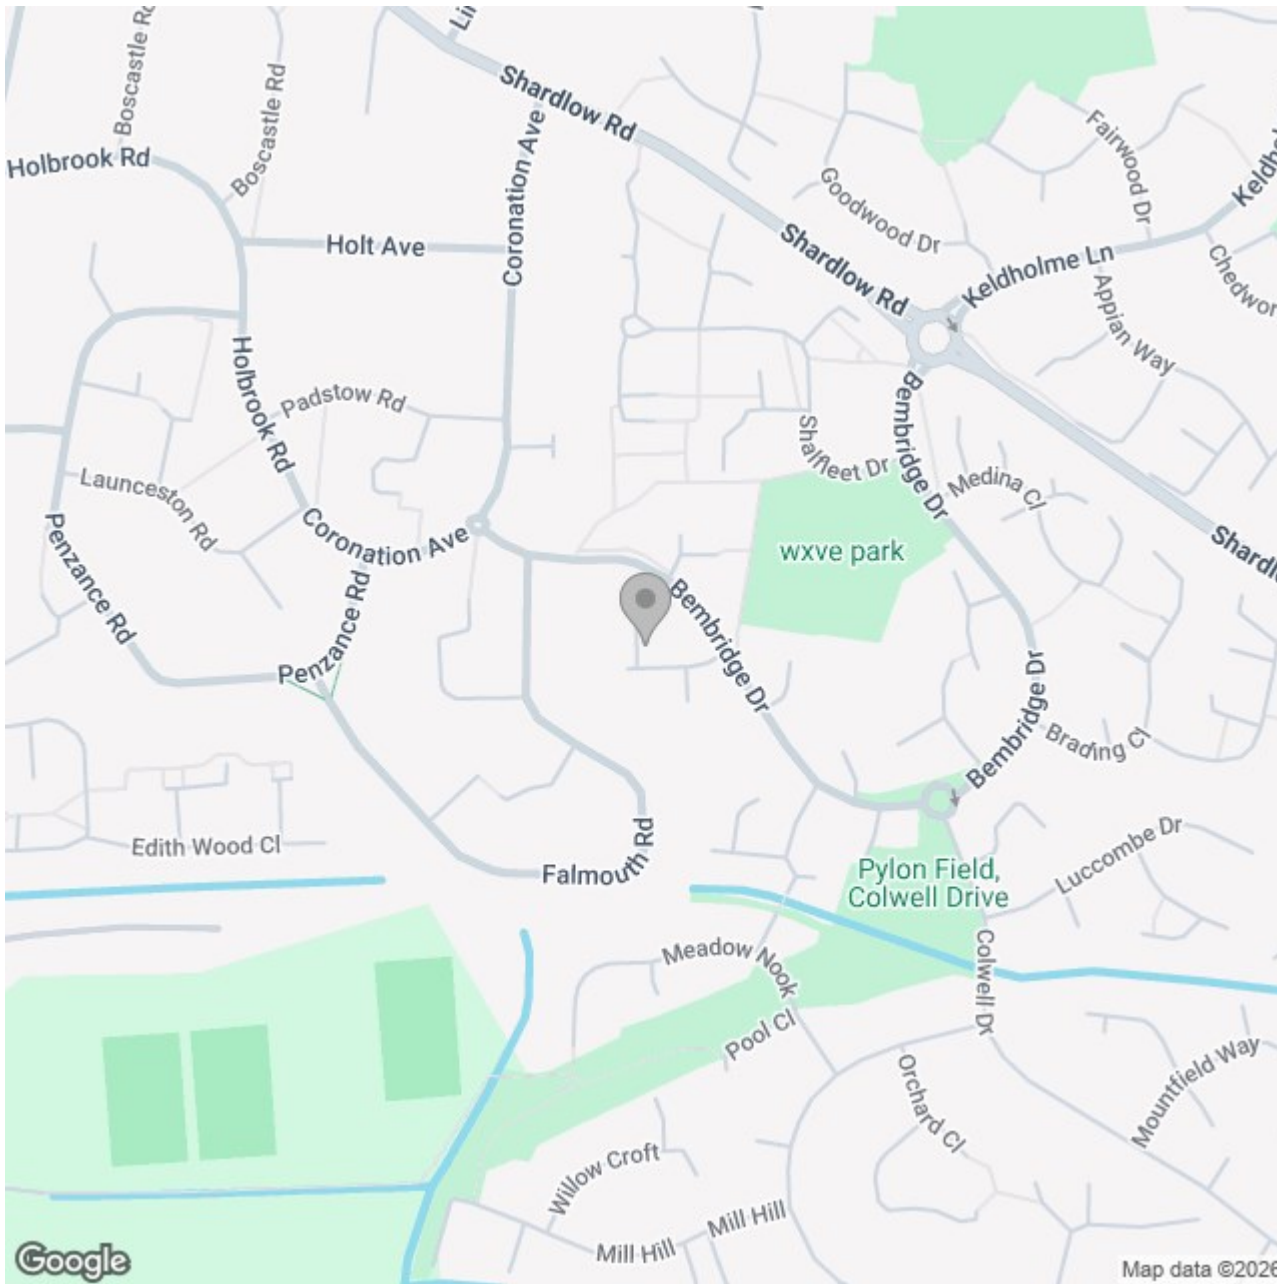 Boscastle Rd
Boscastle Rd
Shardlow Rd
Coronation Ave
Holbrook Rd
Holt Ave
Fairwood Dr
Goodwood Dr
Shardlow Rd
Keldholme Ln
Appian Way
Holbrook Rd
Padstow Rd
Bembridge Dr
Shalfleet Dr
Medina Cl
Launceston Rd
Coronation Ave
Penzance Rd
Penzance Rd
Penzance Rd
wxve park
Bembridge Dr
Bembridge Dr
Brading Cl
Edith Wood Cl
Falmouth Rd
Pylon Field,
Colwell Drive
Luccombe Dr
Meadow Nook
Colwell Dr
Pool Cl
Orchard Cl
Mountfield Way
Willow Croft
Mill Hill
Mill Hill
Google
Map data ©2026